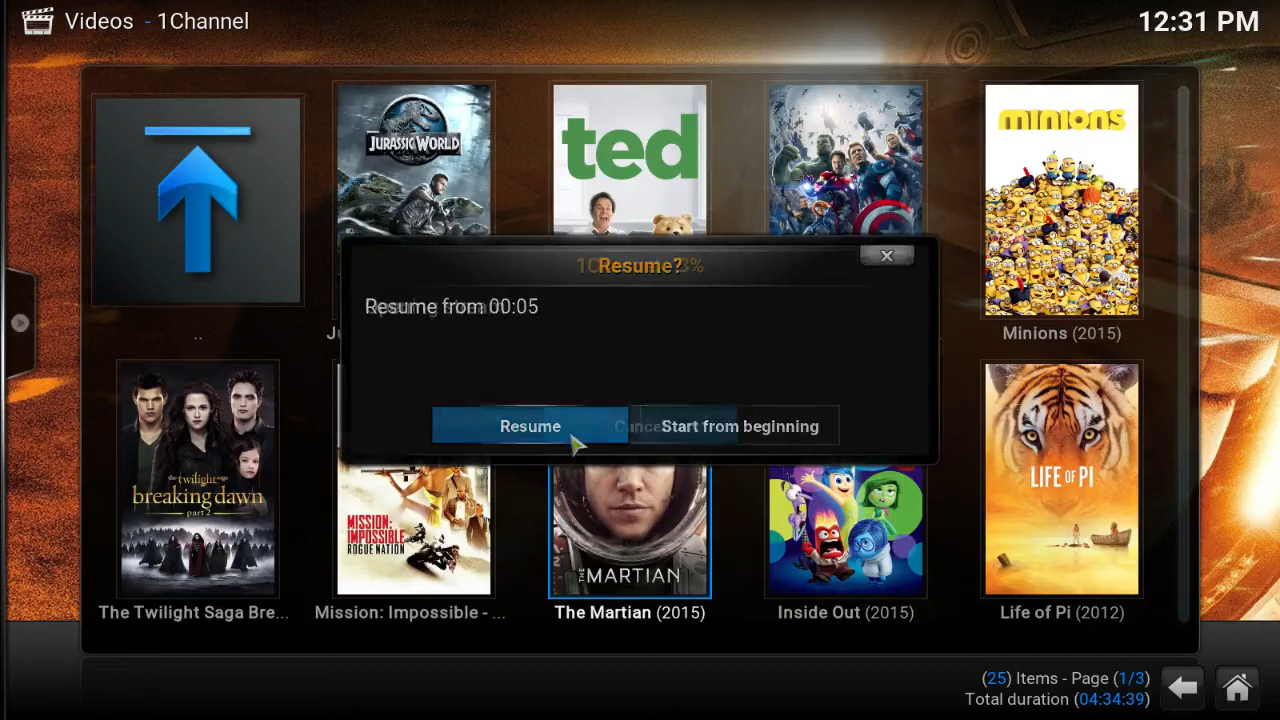 Videos - 1Channel
12:31 PM
JURASSIC WORLD
ted
minions
Resume?
Resume from 00:05
Resume
Start from beginning
..
Minions (2015)
the twilight saga
breaking dawn
part 2
MISSION:
IMPOSSIBLE
ROGUE NATION
THE MARTIAN
LIFE OF PI
The Twilight Saga Bre...
Mission: Impossible - ...
The Martian (2015)
Inside Out (2015)
Life of Pi (2012)
(25) Items - Page (1/3)
Total duration (04:34:39)